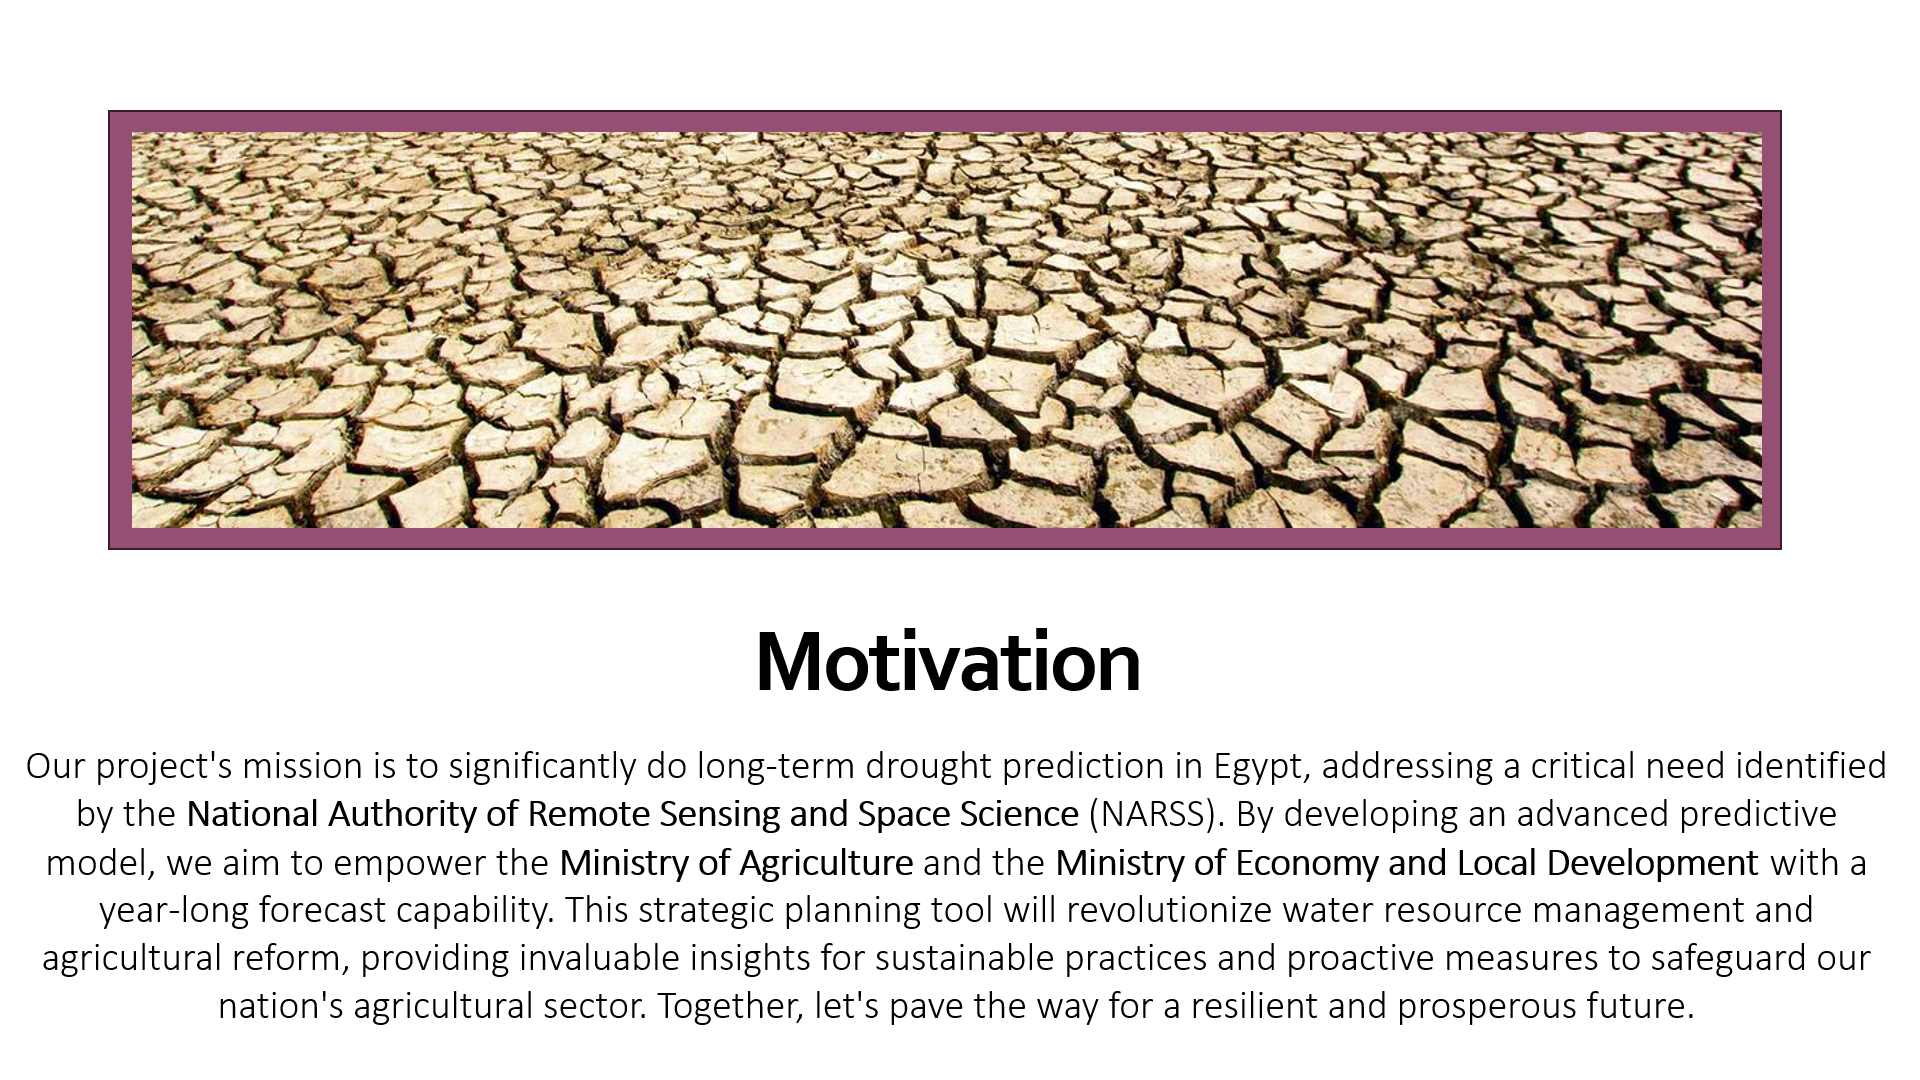 Motivation
Our project's mission is to significantly do long-term drought prediction in Egypt, addressing a critical need identified
by the National Authority of Remote Sensing and Space Science (NARSS). By developing an advanced predictive
model, we aim to empower the Ministry of Agriculture and the Ministry of Economy and Local Development with a
year-long forecast capability. This strategic planning tool will revolutionize water resource management and
agricultural reform, providing invaluable insights for sustainable practices and proactive measures to safeguard our
nation's agricultural sector. Together, let's pave the way for a resilient and prosperous future.